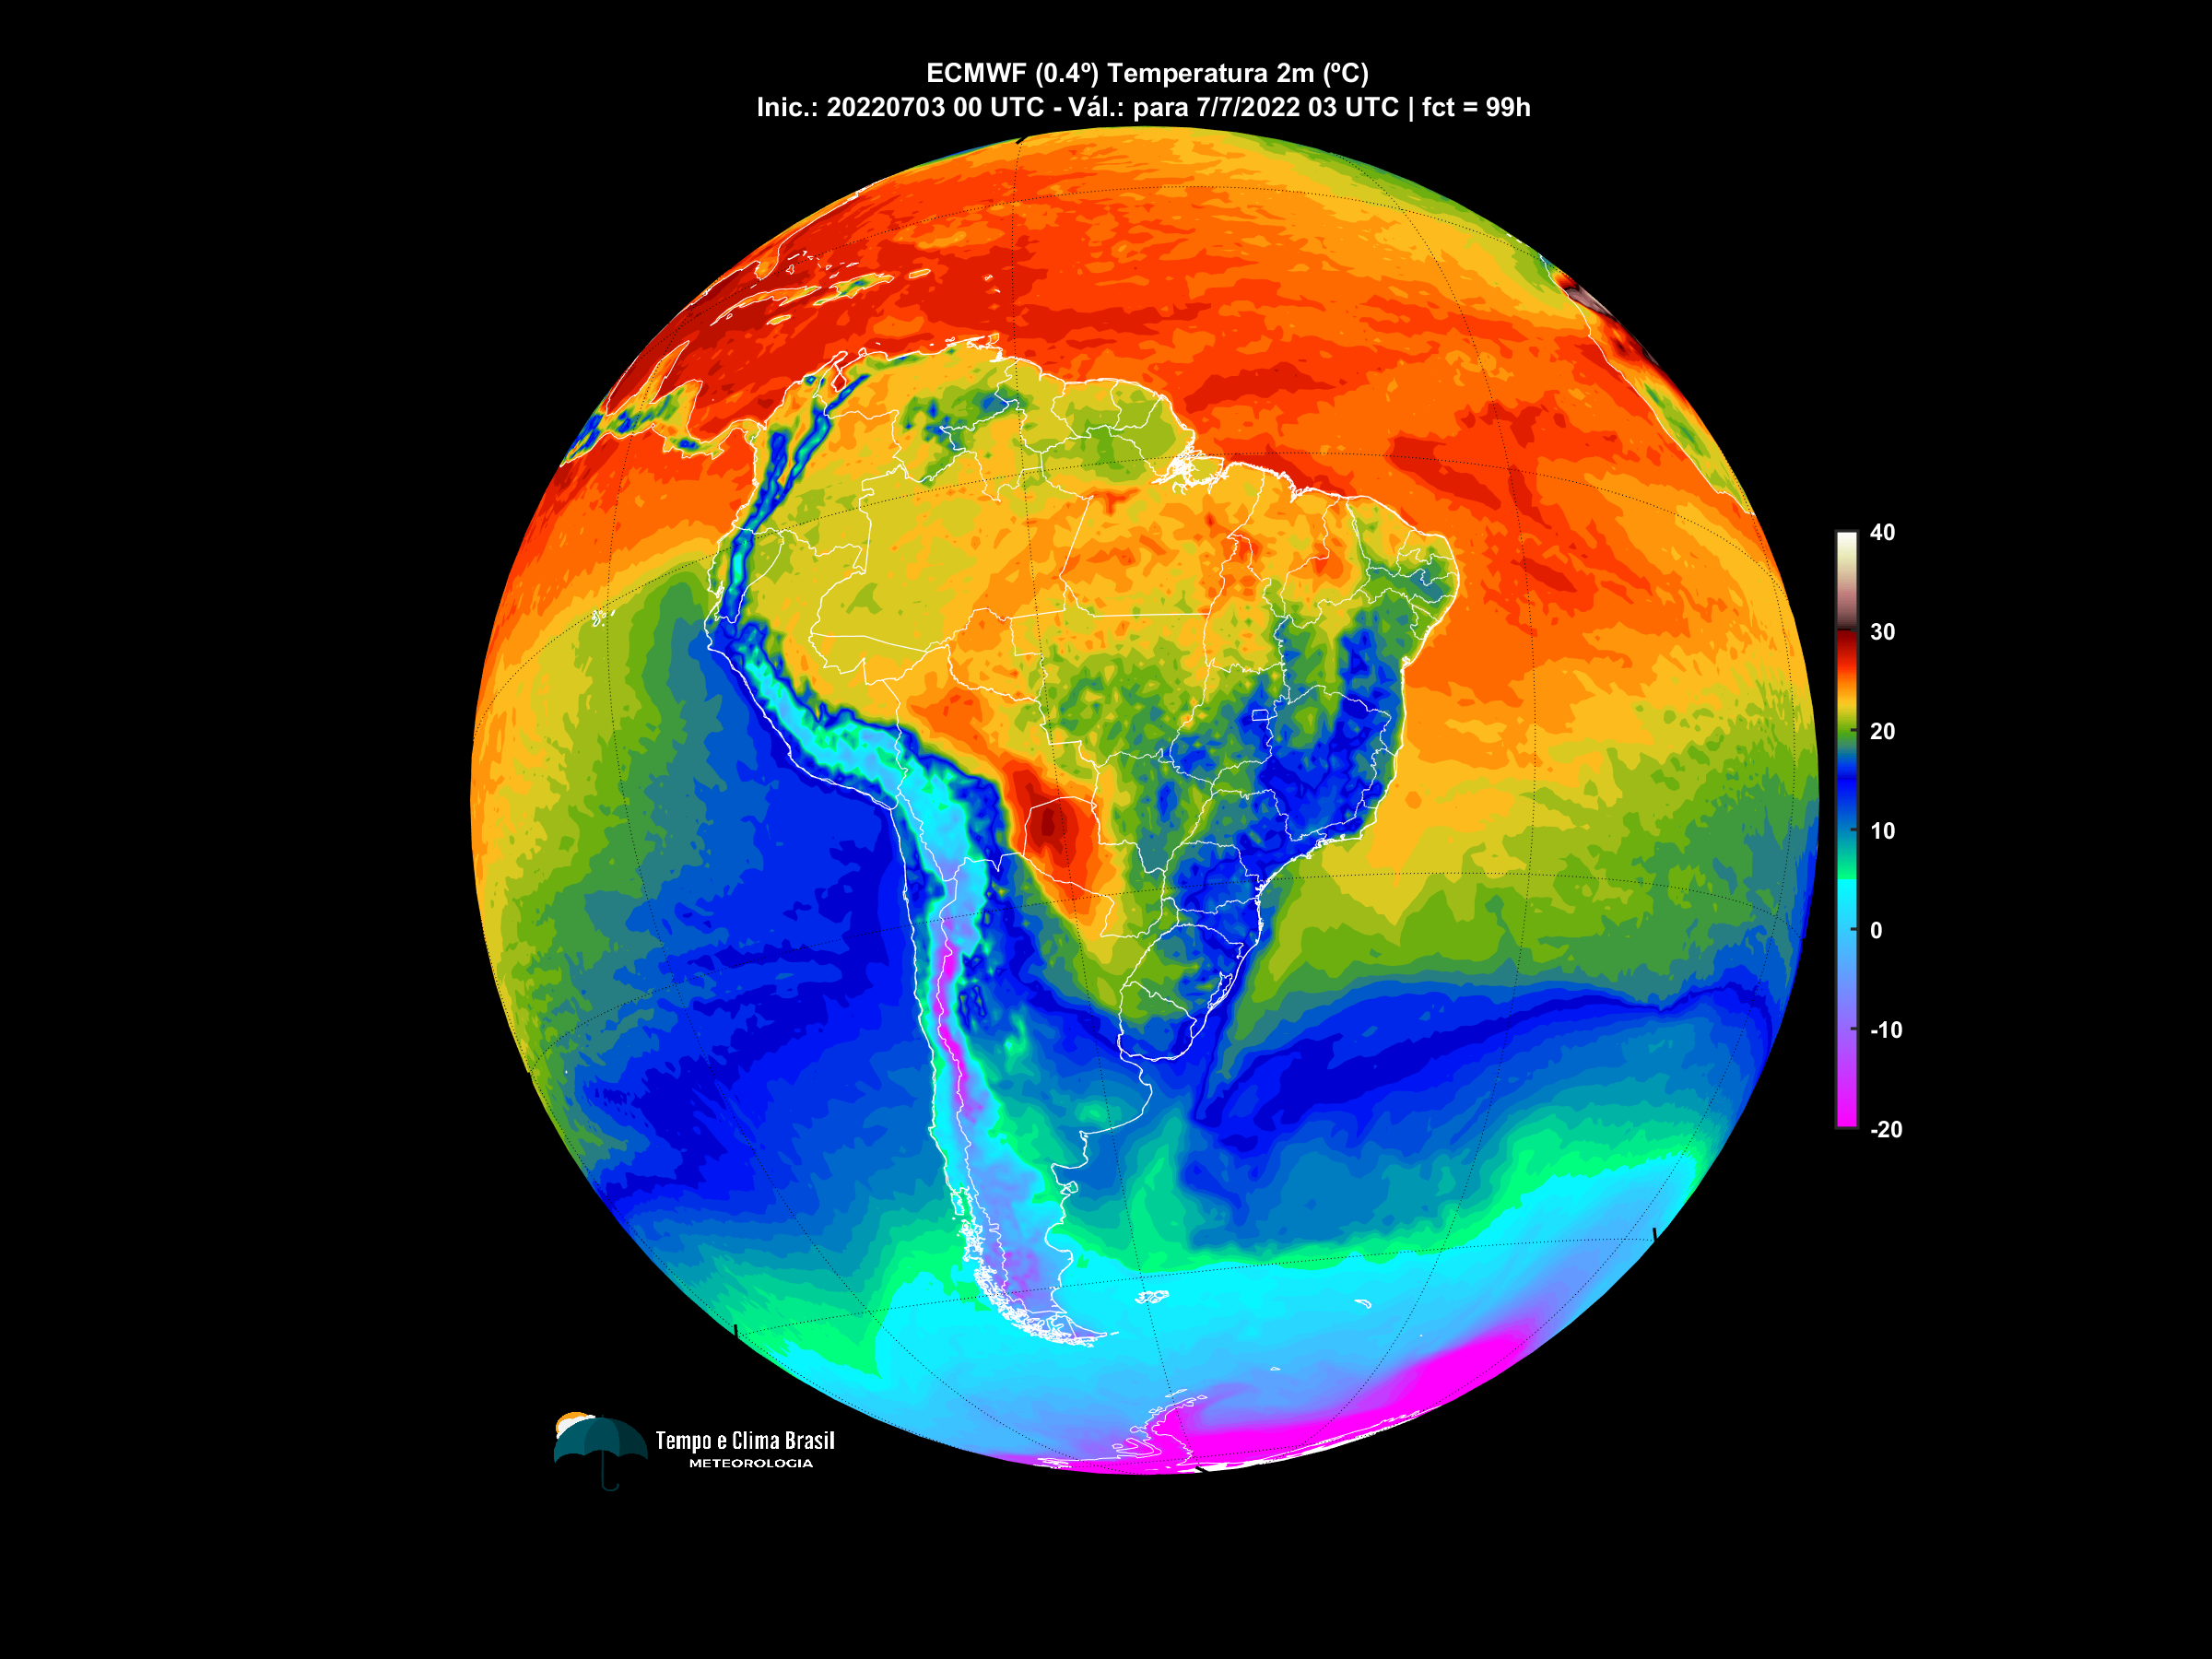 ECMWF (0.4º) Temperatura 2m (ºC)
Inic.: 20220703 00 UTC - Vál.: para 7/7/2022 03 UTC | fct = 99h
40
30
20
10
0
-10
-20
Tempo e Clima Brasil
METEOROLOGIA